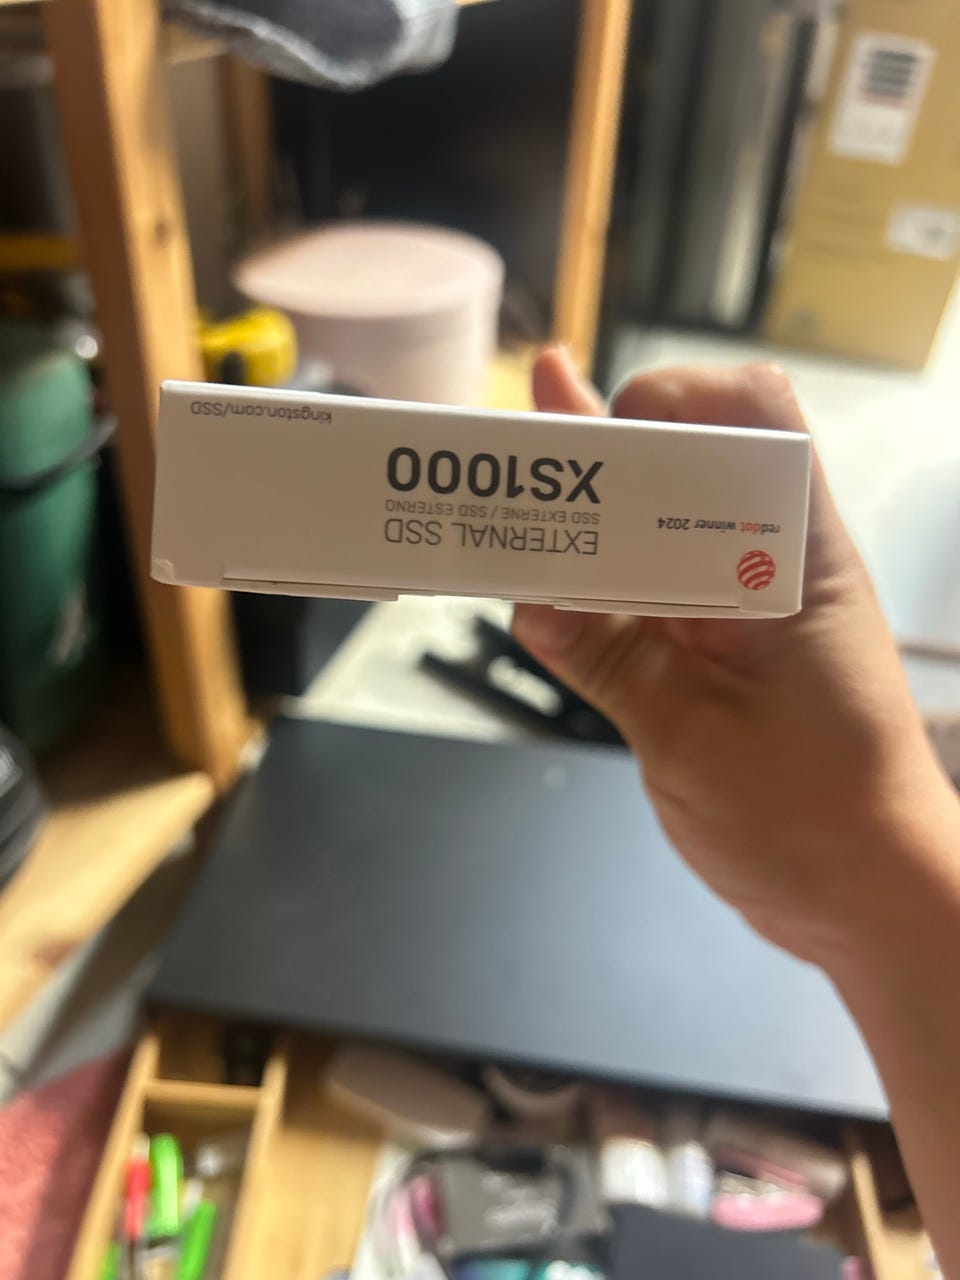 EXTERNAL SSD
SSD EXTERNE / SSD ESTERNO
XS1000
reddot winner 2024
kingston.com/SSD